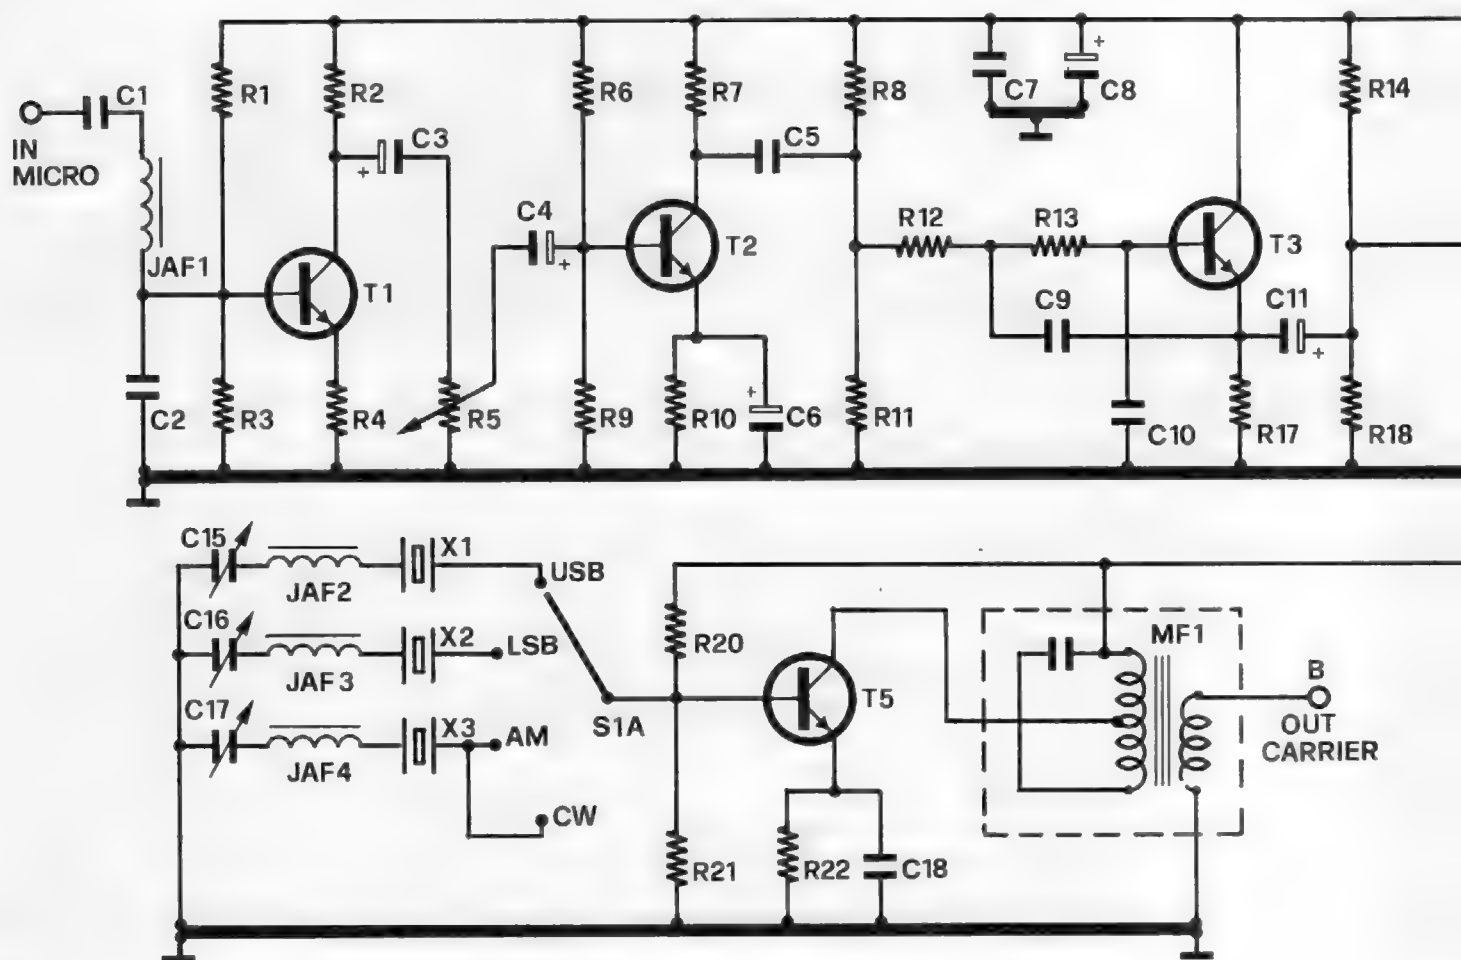 C1
R1
R2
R6
R7
R8
C7
C8
+
R14
IN
MICRO
C3
+
C5
C4
+
R12
R13
JAF1
T1
T2
T3
C9
C11
+
C2
R3
R4
R5
R9
R10
+
C6
R11
C10
R17
R18
C15
X1
USB
JAF2
C16
X2
LSB
JAF3
R20
MF1
C17
X3
AM
S1A
T5
B
OUT
CARRIER
JAF4
CW
R21
R22
C18